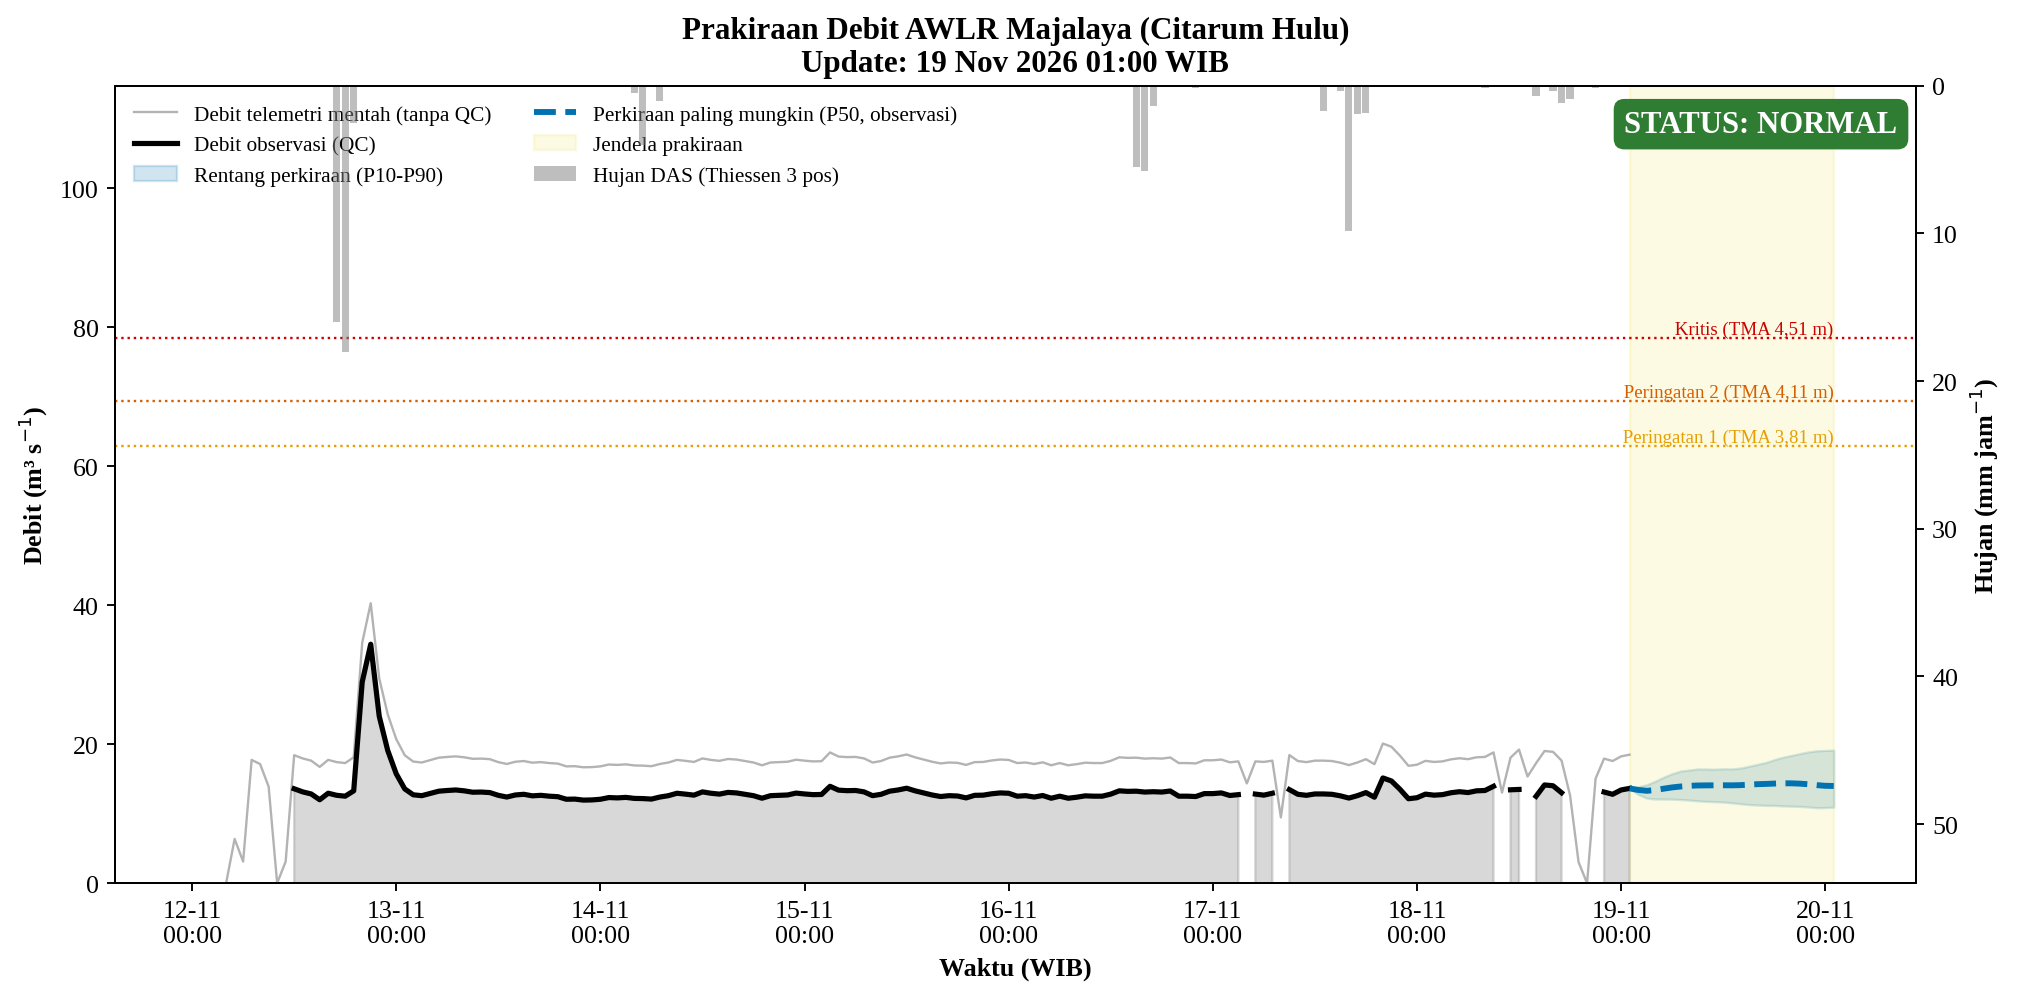 Prakiraan Debit AWLR Majalaya (Citarum Hulu)
Update: 19 Nov 2026 01:00 WIB
Debit telemetri mentah (tanpa QC)
Debit observasi (QC)
Rentang perkiraan (P10-P90)
Perkiraan paling mungkin (P50, observasi)
Jendela prakiraan
Hujan DAS (Thiessen 3 pos)
STATUS: NORMAL
Kritis (TMA 4,51 m)
Peringatan 2 (TMA 4,11 m)
Peringatan 1 (TMA 3,81 m)
Debit (m³ s⁻¹)
100
80
60
40
20
0
Hujan (mm jam⁻¹)
0
10
20
30
40
50
12-11
00:00
13-11
00:00
14-11
00:00
15-11
00:00
16-11
00:00
17-11
00:00
18-11
00:00
19-11
00:00
20-11
00:00
Waktu (WIB)